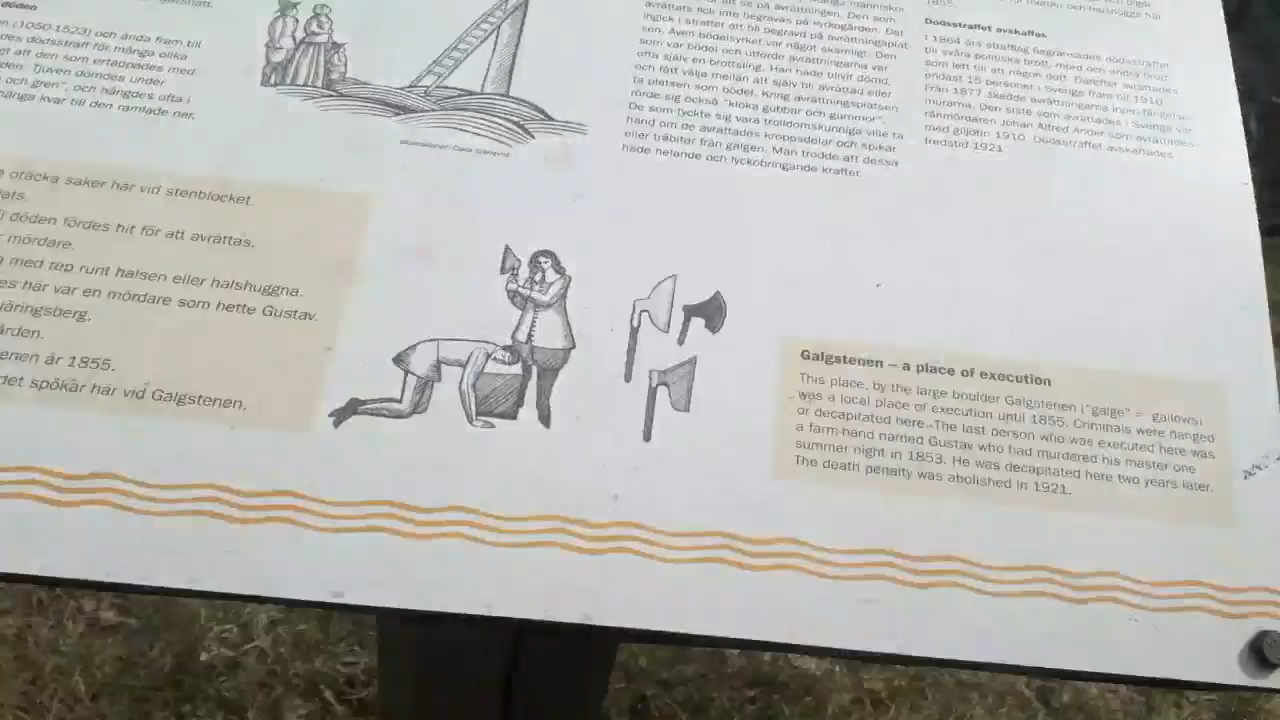 döden
n (1050-1523) och ända fram till
des dödsstraff för många olika
gt att den som ertappades med
den. Tjuven dömdes under
och gren", och hängdes ofta i
hänga kvar till den ramlade ner.
Illustrationer: Clara Stenqvist
att se på avrättningen. Den som
avrättats fick inte begravas på kyrkogården. Det
ingick i straffet att bli begravd på avrättningsplat-
sen. Även bödelsyrket var något skamligt. Den
som var bödel och utförde avrättningarna var
ofta själv en brottsling. Han hade blivit dömd,
och fått välja mellan att själv bli avrättad eller
ta platsen som bödel. Kring avrättningsplatsen
rörde sig också "kloka gubbar och gummor".
De som tyckte sig vara trolldomskunniga ville ta
hand om de avrättades kroppsdelar och spikar
eller träbitar från galgen. Man trodde att dessa
hade helande och lyckobringande krafter.
1855.
Dödsstraffet avskaffas
I 1864 års strafflag begränsades dödsstraffet
till svåra politiska brott, mord och andra brott
som lett till att någon dött. Därefter avrättades
endast 15 personer i Sverige fram till 1910.
Från 1877 skedde avrättningarna inom fängelse-
murarna. Den siste som avrättades i Sverige var
rånmördaren Johan Alfred Ander som avrättades
med giljotin 1910. Dödsstraffet avskaffades i
fredstid 1921.
otäcka saker här vid stenblocket.
lats.
döden fördes hit för att avrättas.
mördare.
med rep runt halsen eller halshuggna.
es här var en mördare som hette Gustav.
järingsberg,
ården.
enen år 1855.
det spökar här vid Galgstenen.
Galgstenen – a place of execution
This place, by the large boulder Galgstenen ("galge" = gallows)
was a local place of execution until 1855. Criminals were hanged
or decapitated here. The last person who was executed here was
a farm-hand named Gustav who had murdered his master one
summer night in 1853. He was decapitated here two years later.
The death penalty was abolished in 1921.